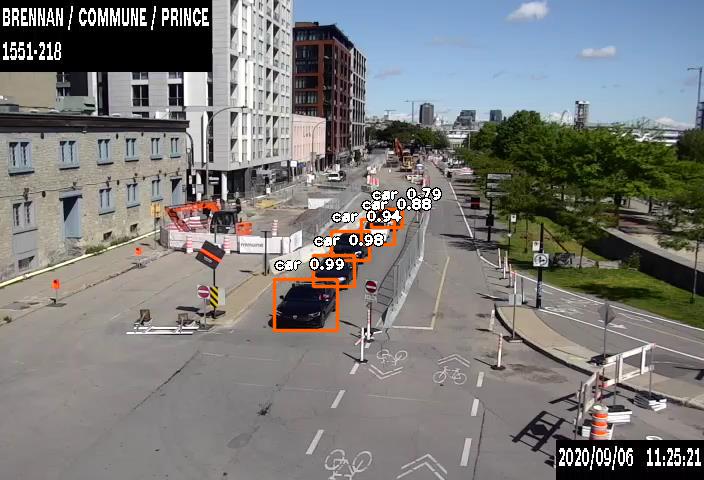 BRENNAN / COMMUNE / PRINCE
1551-218
car 0.79
car 0.88
car 0.94
car 0.98
car 0.99
2020/09/06 11:25:21